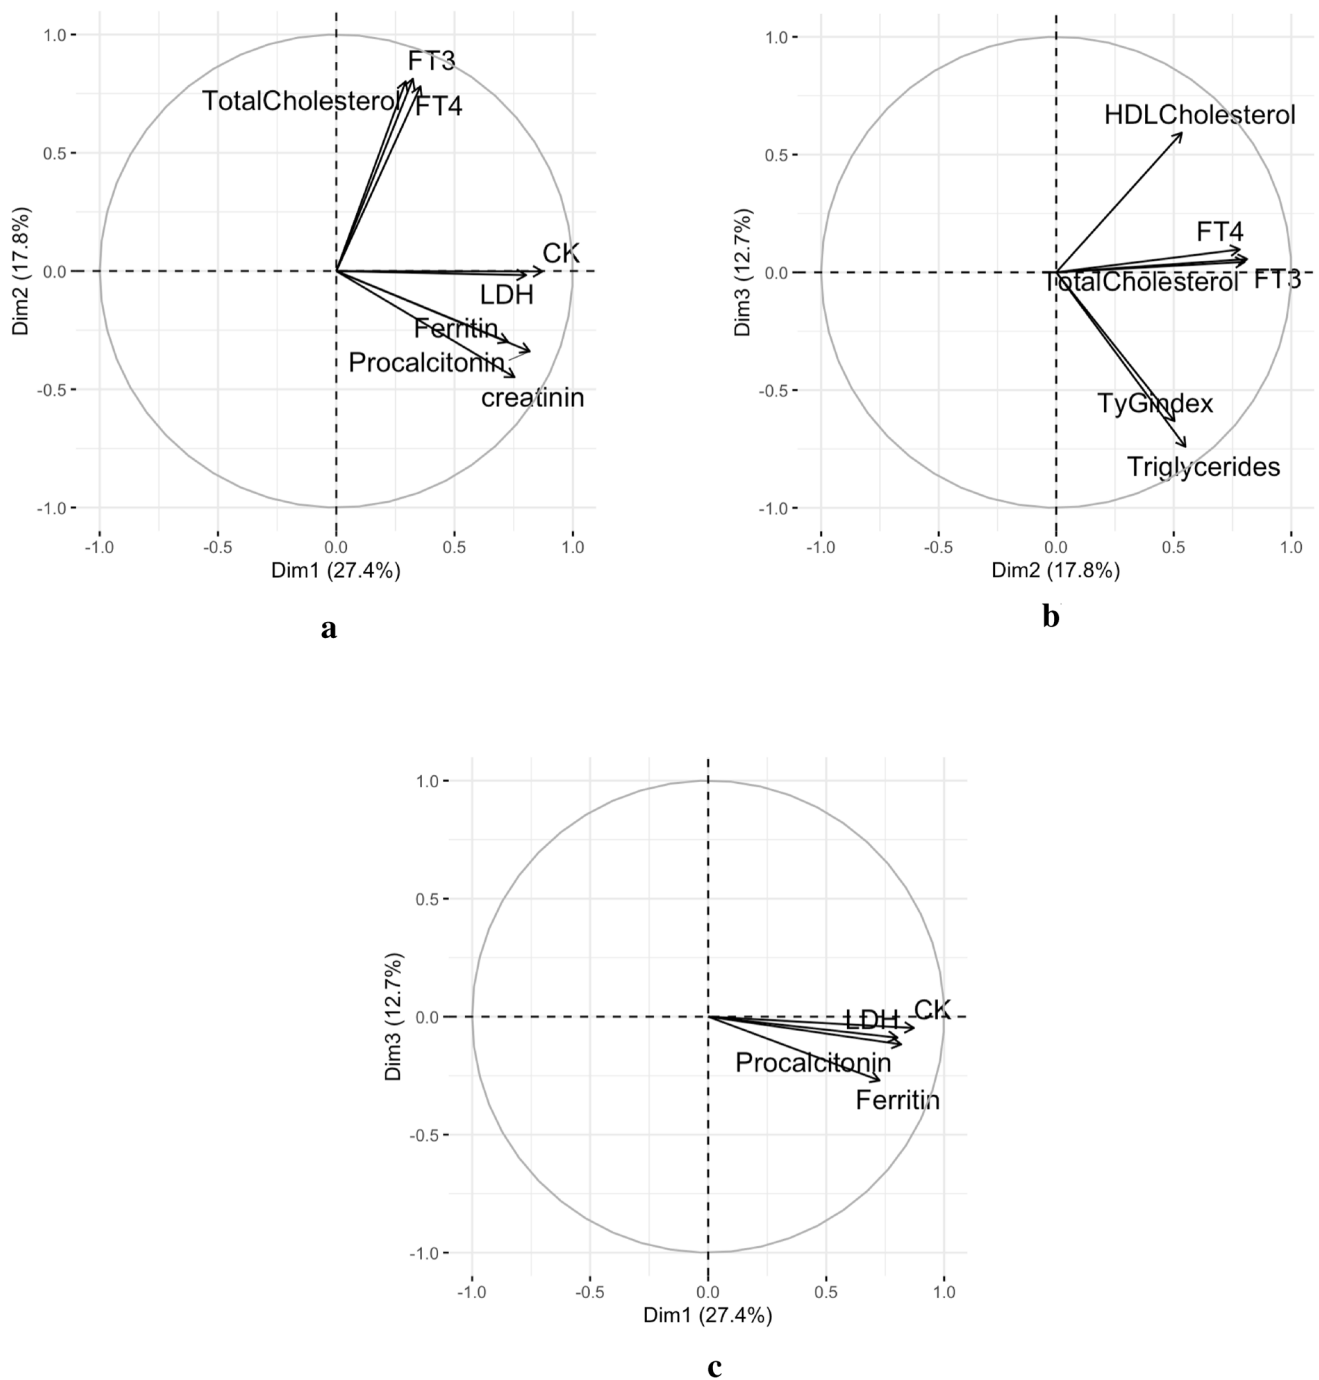 1.0
FT3
TotalCholesterol
FT4
0.5
CK
0.0
LDH
Ferritin
Procalcitonin
-0.5
creatinin
-1.0
-1.0 -0.5 0.0 0.5 1.0
Dim1 (27.4%)
Dim2 (17.8%)
a
1.0
HDLCholesterol
0.5
FT4
0.0
TotalCholesterol FT3
TyGindex
-0.5
Triglycerides
-1.0
-1.0 -0.5 0.0 0.5 1.0
Dim2 (17.8%)
Dim3 (12.7%)
b
1.0
0.5
0.0
LDH CK
Procalcitonin
Ferritin
-0.5
-1.0
-1.0 -0.5 0.0 0.5 1.0
Dim1 (27.4%)
Dim3 (12.7%)
c